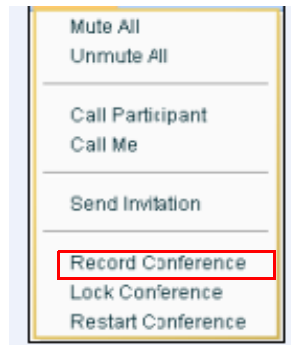 Mute All
Unmute All
Call Participant
Call Me
Send Invitation
Record Conference
Lock Conference
Restart Conference